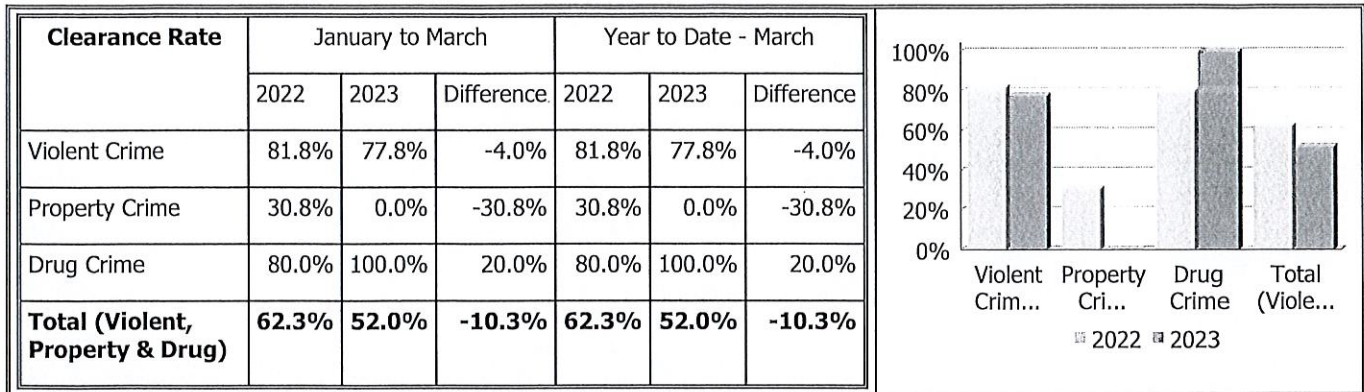 Clearance Rate January to March Year to Date - March
2022 2023 Difference 2022 2023 Difference
Violent Crime 81.8% 77.8% -4.0% 81.8% 77.8% -4.0%
Property Crime 30.8% 0.0% -30.8% 30.8% 0.0% -30.8%
Drug Crime 80.0% 100.0% 20.0% 80.0% 100.0% 20.0%
Total (Violent, 62.3% 52.0% -10.3% 62.3% 52.0% -10.3%
Property & Drug)
100%
80%
60%
40%
20%
0%
Violent Property Drug Total
Crim... Cri... Crime (Viole...
2022 2023